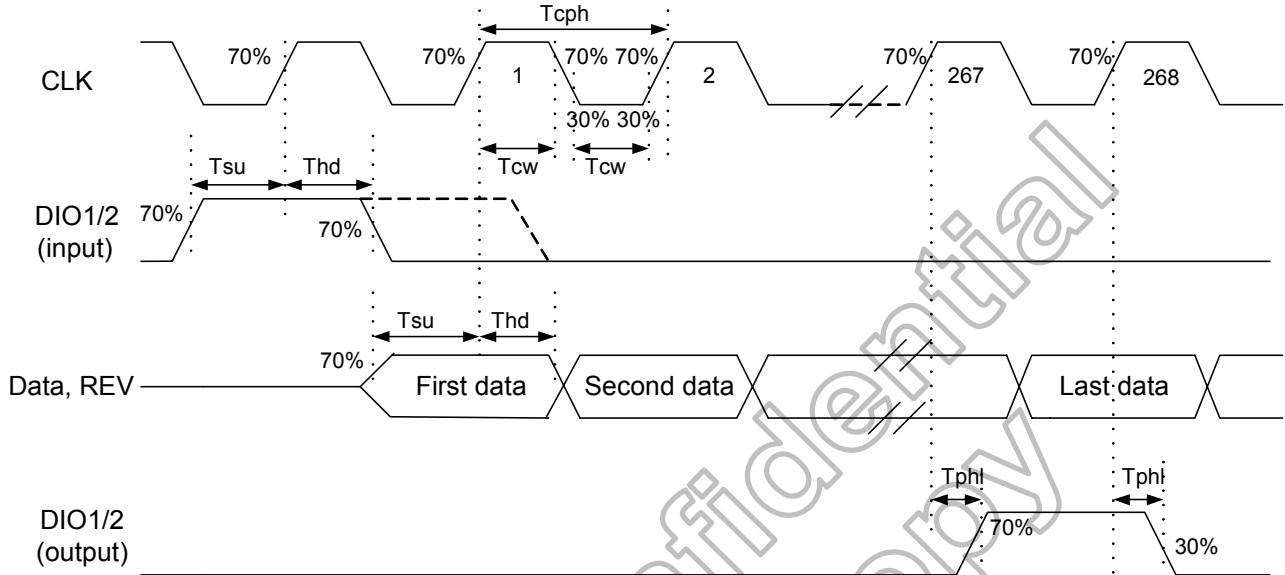 Tcph
70% 70% 70% 70% 70% 70%
CLK 1 2 267 268
30% 30%
Tsu Thd Tcw Tcw
DIO1/2 70%
(input) 70%
Tsu Thd
70%
Data, REV First data Second data Last data
Tphl Tphl
DIO1/2 70%
(output) 30%
Confidential
copy